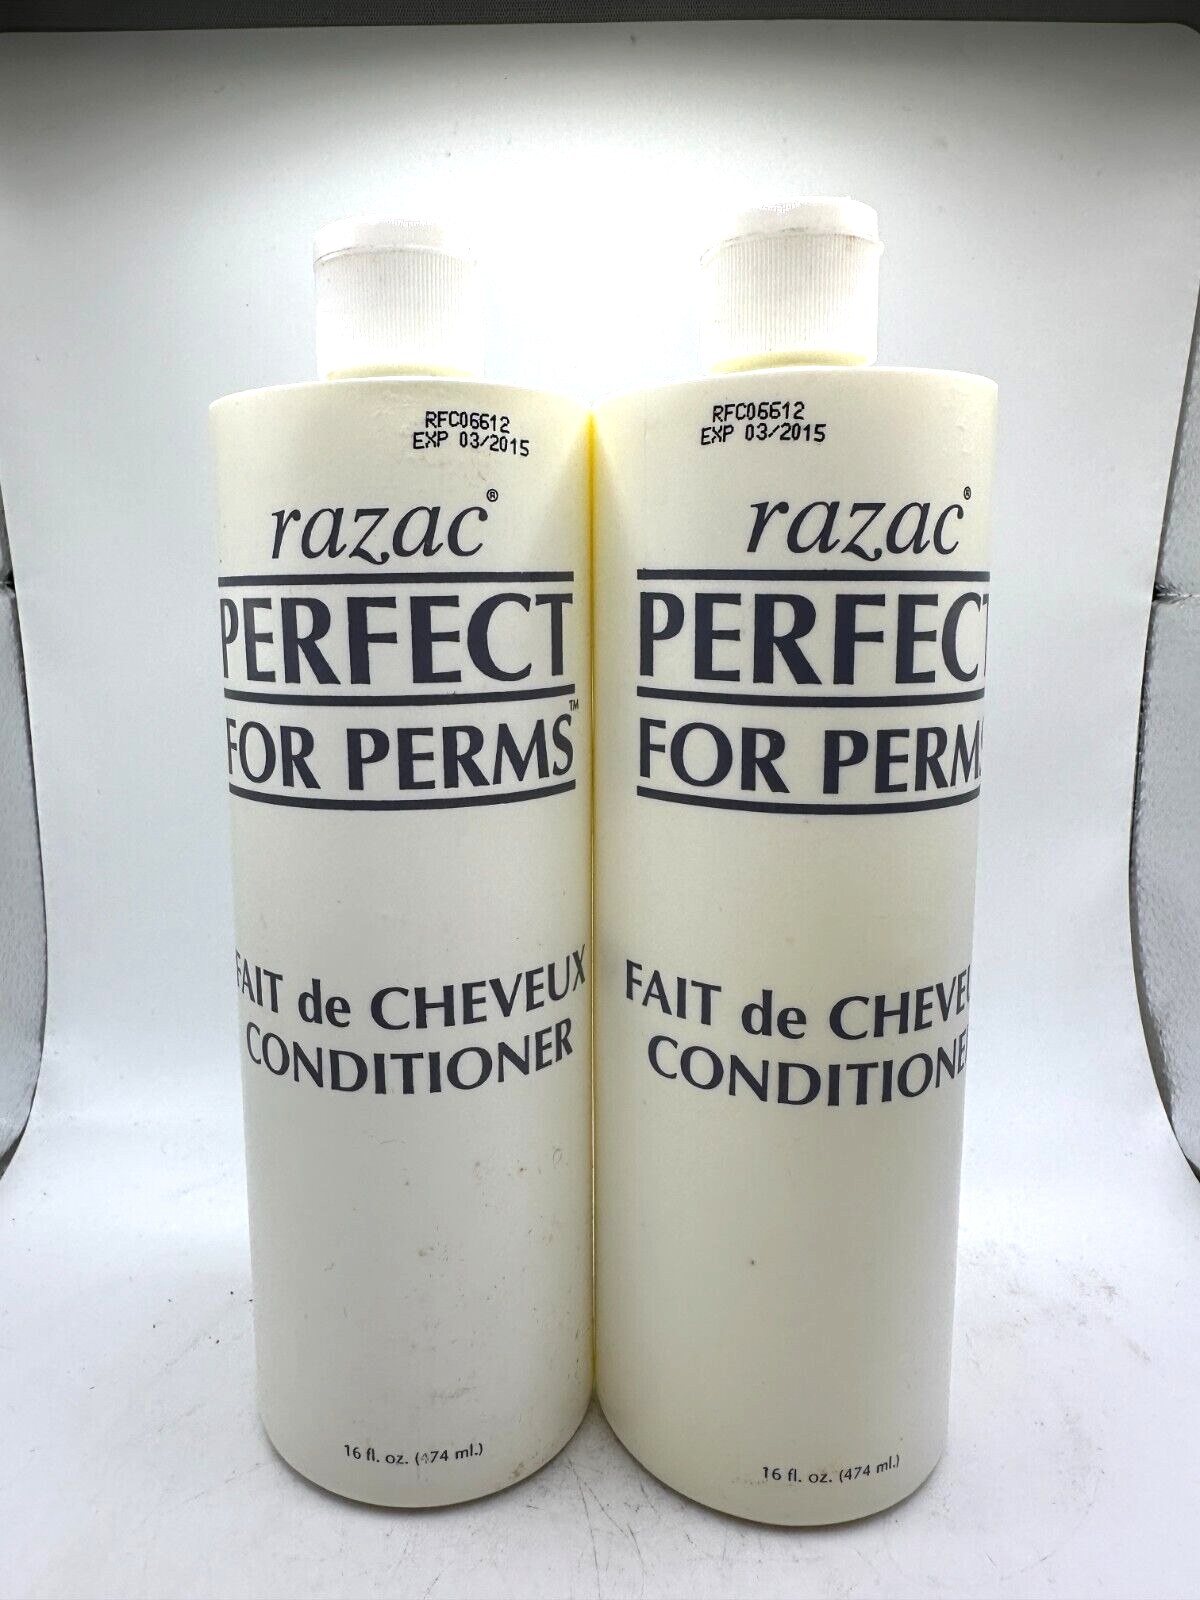 RFC06612
EXP 03/2015
razac®
PERFECT
FOR PERMS™
FAIT de CHEVEUX
CONDITIONER
16 fl. oz. (474 ml.)
RFC06612
EXP 03/2015
razac®
PERFECT
FOR PERMS
FAIT de CHEVEU
CONDITIONE
16 fl. oz. (474 ml.)